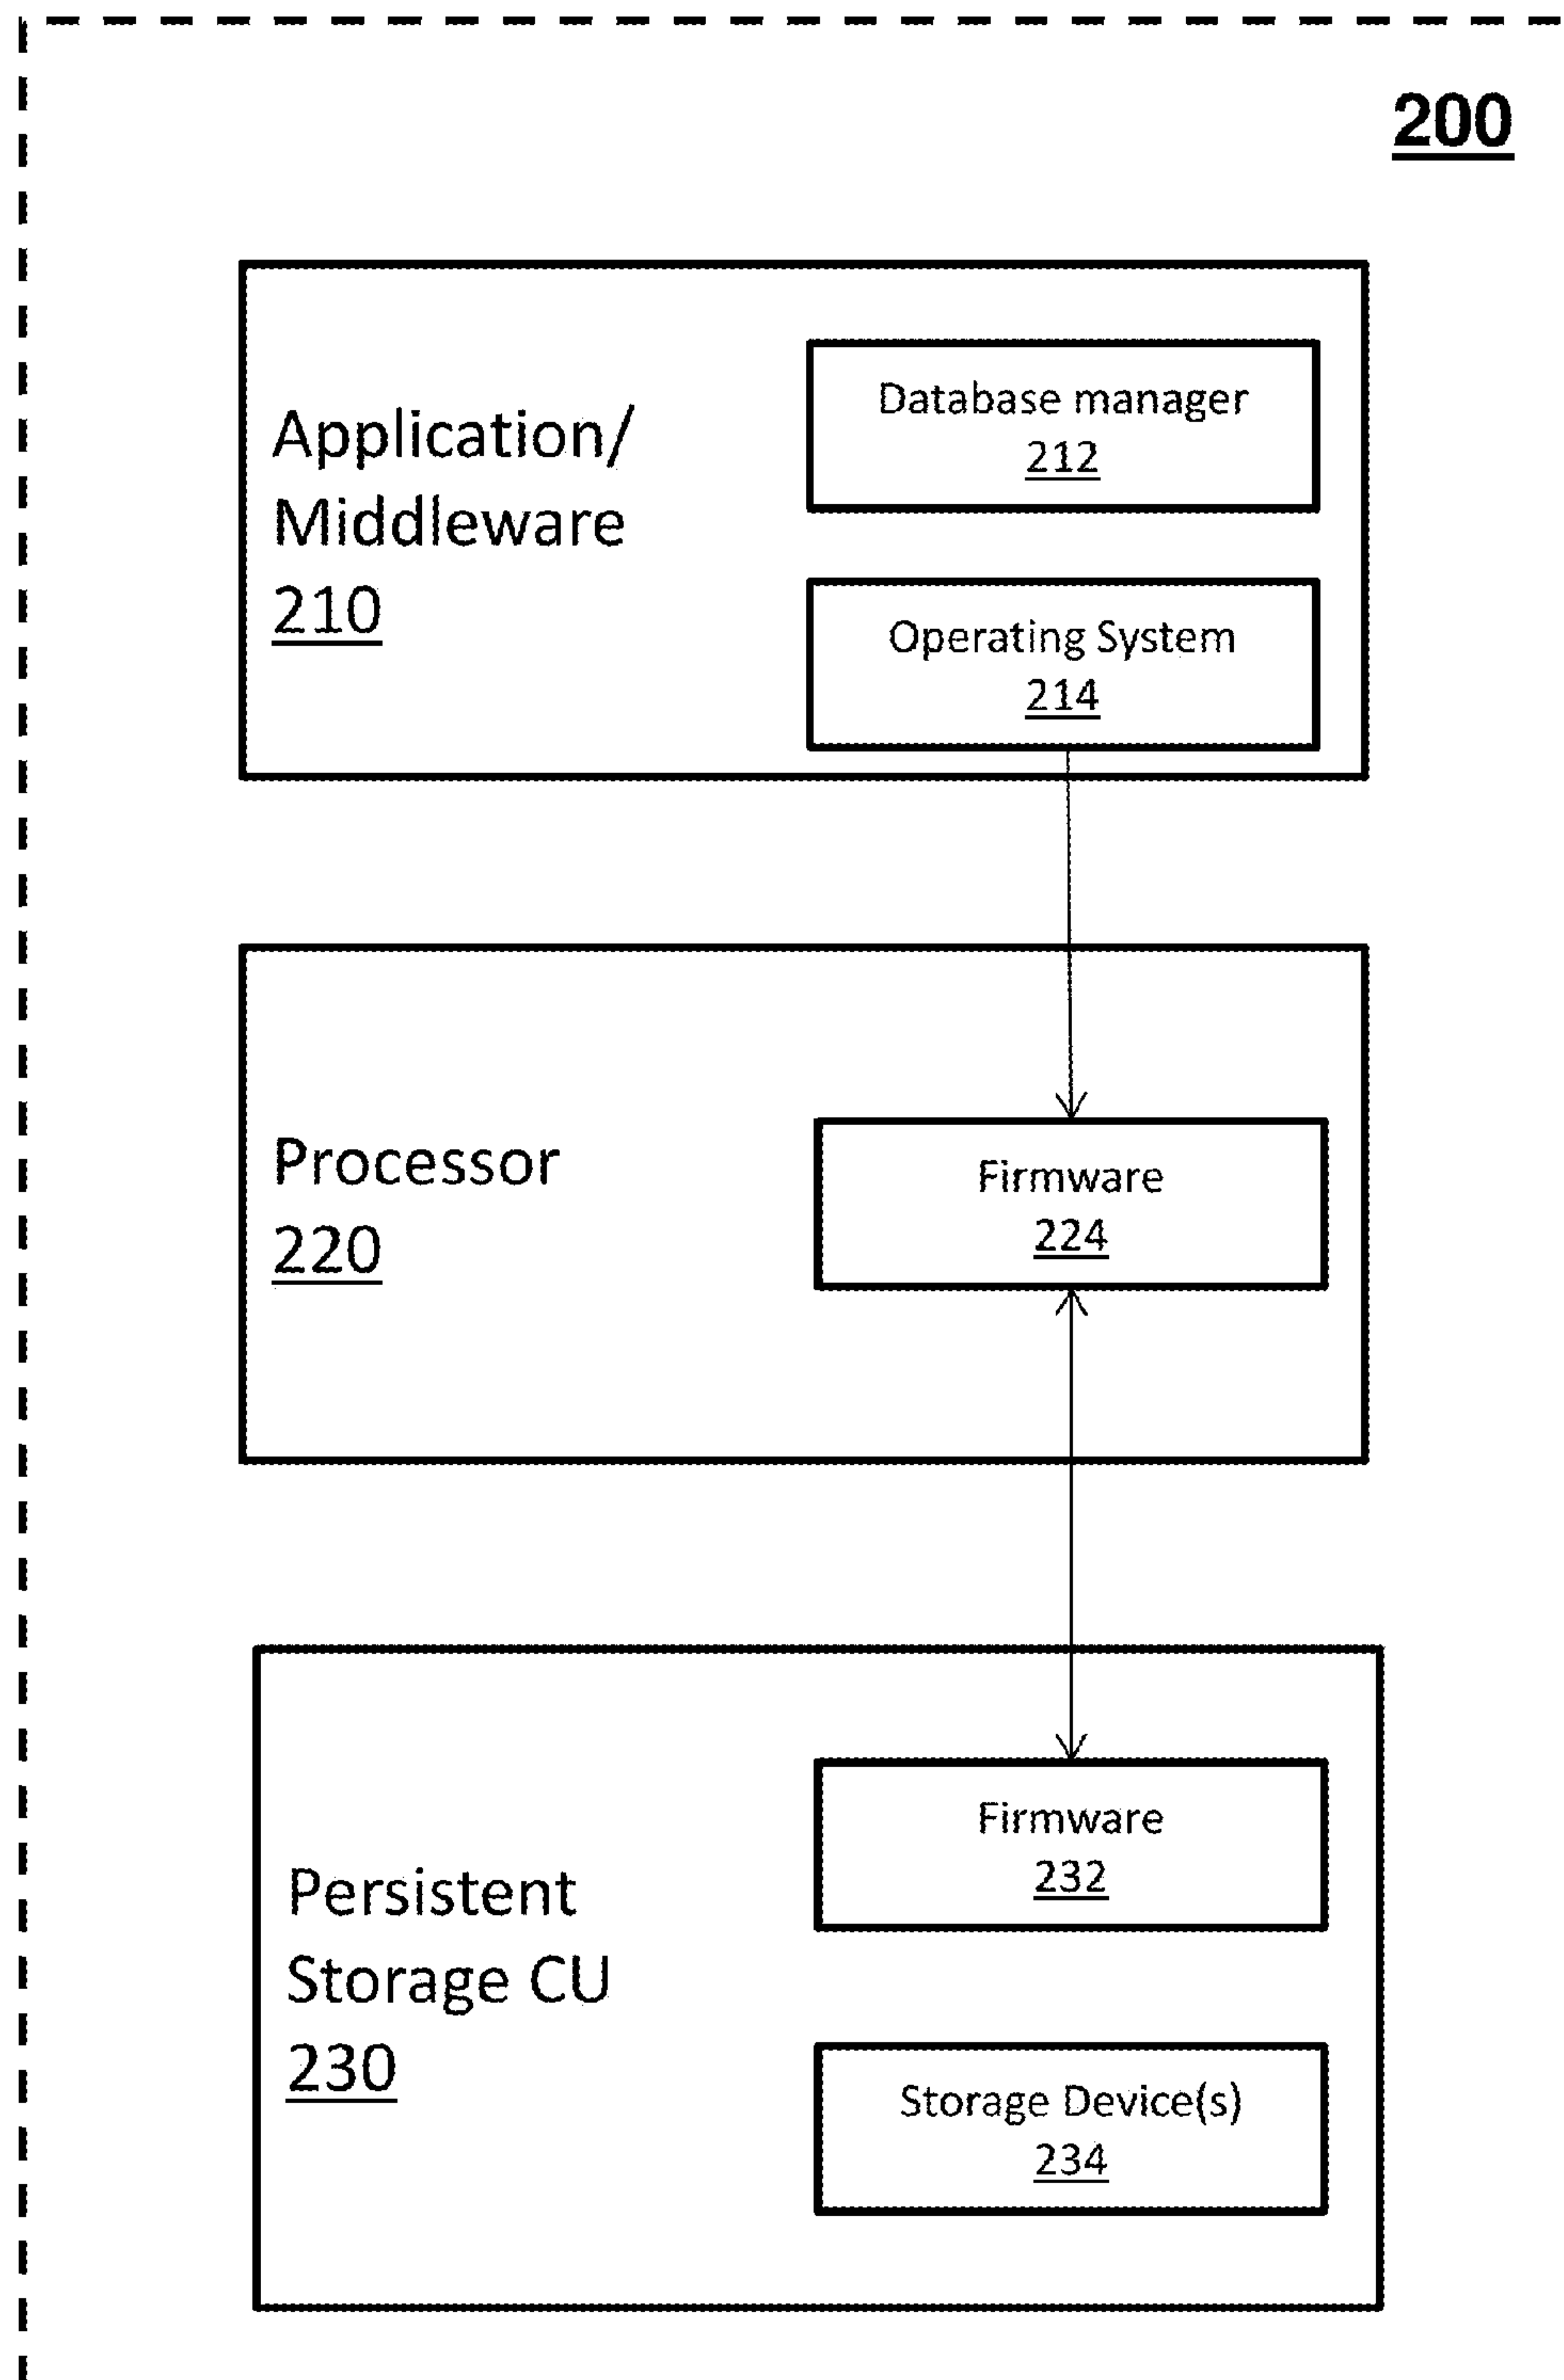 200
Application/
Middleware
210
Database manager
212
Operating System
214
Processor
220
Firmware
224
Persistent
Storage CU
230
Firmware
232
Storage Device(s)
234